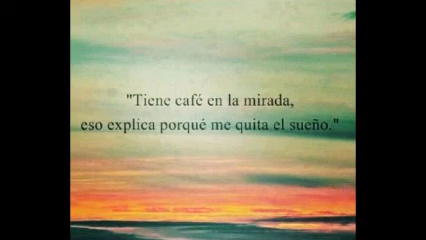 "Tiene café en la mirada,
eso explica porqué me quita el sueño."